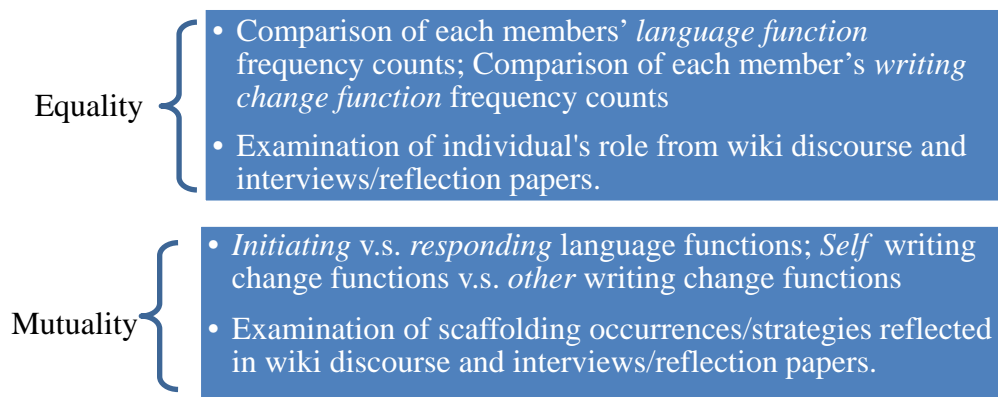 Equality
• Comparison of each members’ language function
frequency counts; Comparison of each member’s writing
change function frequency counts
• Examination of individual's role from wiki discourse and
interviews/reflection papers.
Mutuality
• Initiating v.s. responding language functions; Self writing
change functions v.s. other writing change functions
• Examination of scaffolding occurrences/strategies reflected
in wiki discourse and interviews/reflection papers.